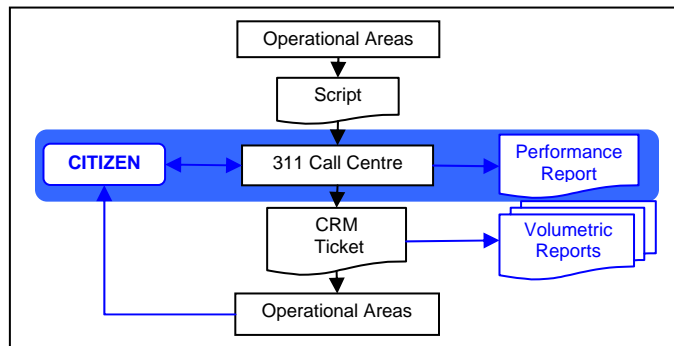 Operational Areas
Script
CITIZEN
311 Call Centre
Performance
Report
CRM
Ticket
Volumetric
Reports
Operational Areas